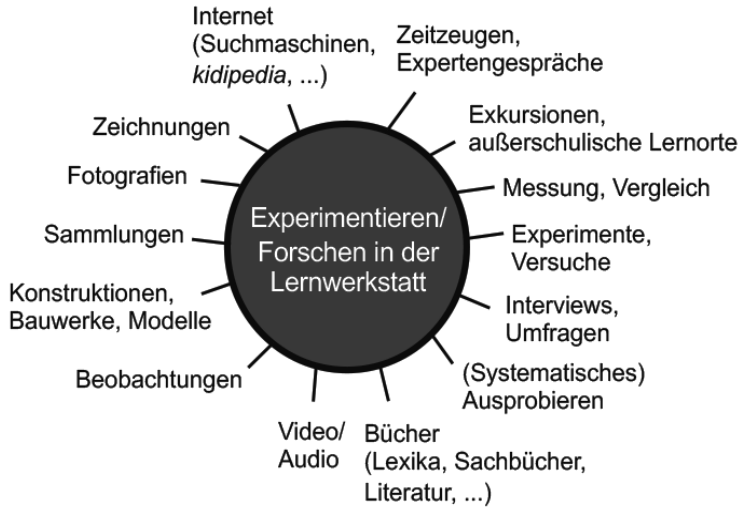 Experimentieren/
Forschen in der
Lernwerkstatt
Internet
(Suchmaschinen,
kidipedia, ...)
Zeitzeugen,
Expertengespräche
Exkursionen,
außerschulische Lernorte
Messung, Vergleich
Experimente,
Versuche
Interviews,
Umfragen
(Systematisches)
Ausprobieren
Bücher
(Lexika, Sachbücher,
Literatur, ...)
Video/
Audio
Beobachtungen
Konstruktionen,
Bauwerke, Modelle
Sammlungen
Fotografien
Zeichnungen